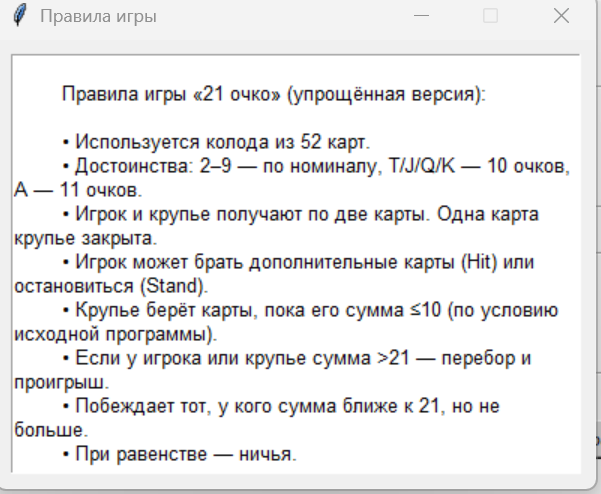 Правила игры
Правила игры «21 очко» (упрощённая версия):
• Используется колода из 52 карт.
• Достоинства: 2–9 — по номиналу, T/J/Q/K — 10 очков,
A — 11 очков.
• Игрок и крупье получают по две карты. Одна карта
крупье закрыта.
• Игрок может брать дополнительные карты (Hit) или
остановиться (Stand).
• Крупье берёт карты, пока его сумма ≤10 (по условию
исходной программы).
• Если у игрока или крупье сумма >21 — перебор и
проигрыш.
• Побеждает тот, у кого сумма ближе к 21, но не
больше.
• При равенстве — ничья.